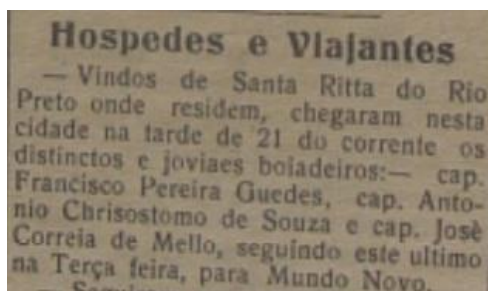 Hospedes e Viajantes
— Vindos de Santa Ritta do Rio
Preto onde residem, chegaram nesta
cidade na tarde de 21 do corrente os
distinctos e joviaes boiadeiros:— cap.
Francisco Pereira Guedes, cap. Anto-
nio Chrisostomo de Souza e cap. Josè
Correia de Mello, seguindo este ultimo
na Terça feira, para Mundo Novo.